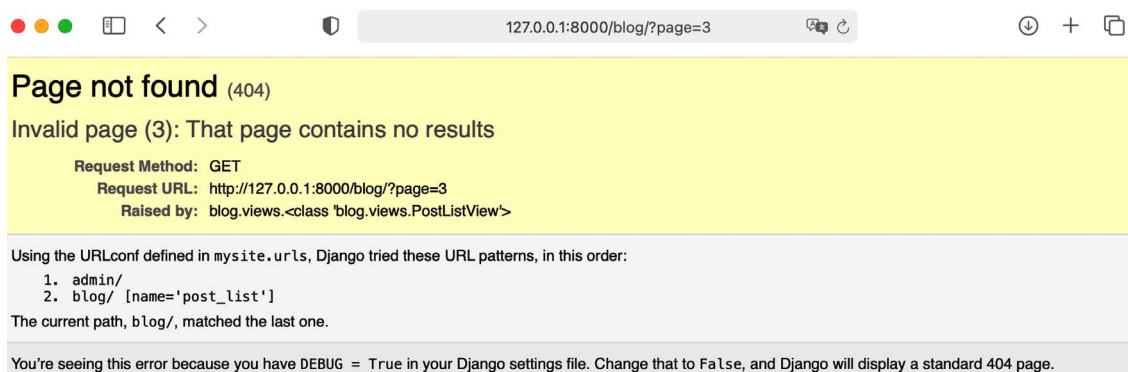 127.0.0.1:8000/blog/?page=3
Page not found (404)
Invalid page (3): That page contains no results
Request Method: GET
Request URL: http://127.0.0.1:8000/blog/?page=3
Raised by: blog.views.<class 'blog.views.PostListView'>
Using the URLconf defined in mysite.urls, Django tried these URL patterns, in this order:
1. admin/
2. blog/ [name='post_list']
The current path, blog/, matched the last one.
You're seeing this error because you have DEBUG = True in your Django settings file. Change that to False, and Django will display a standard 404 page.